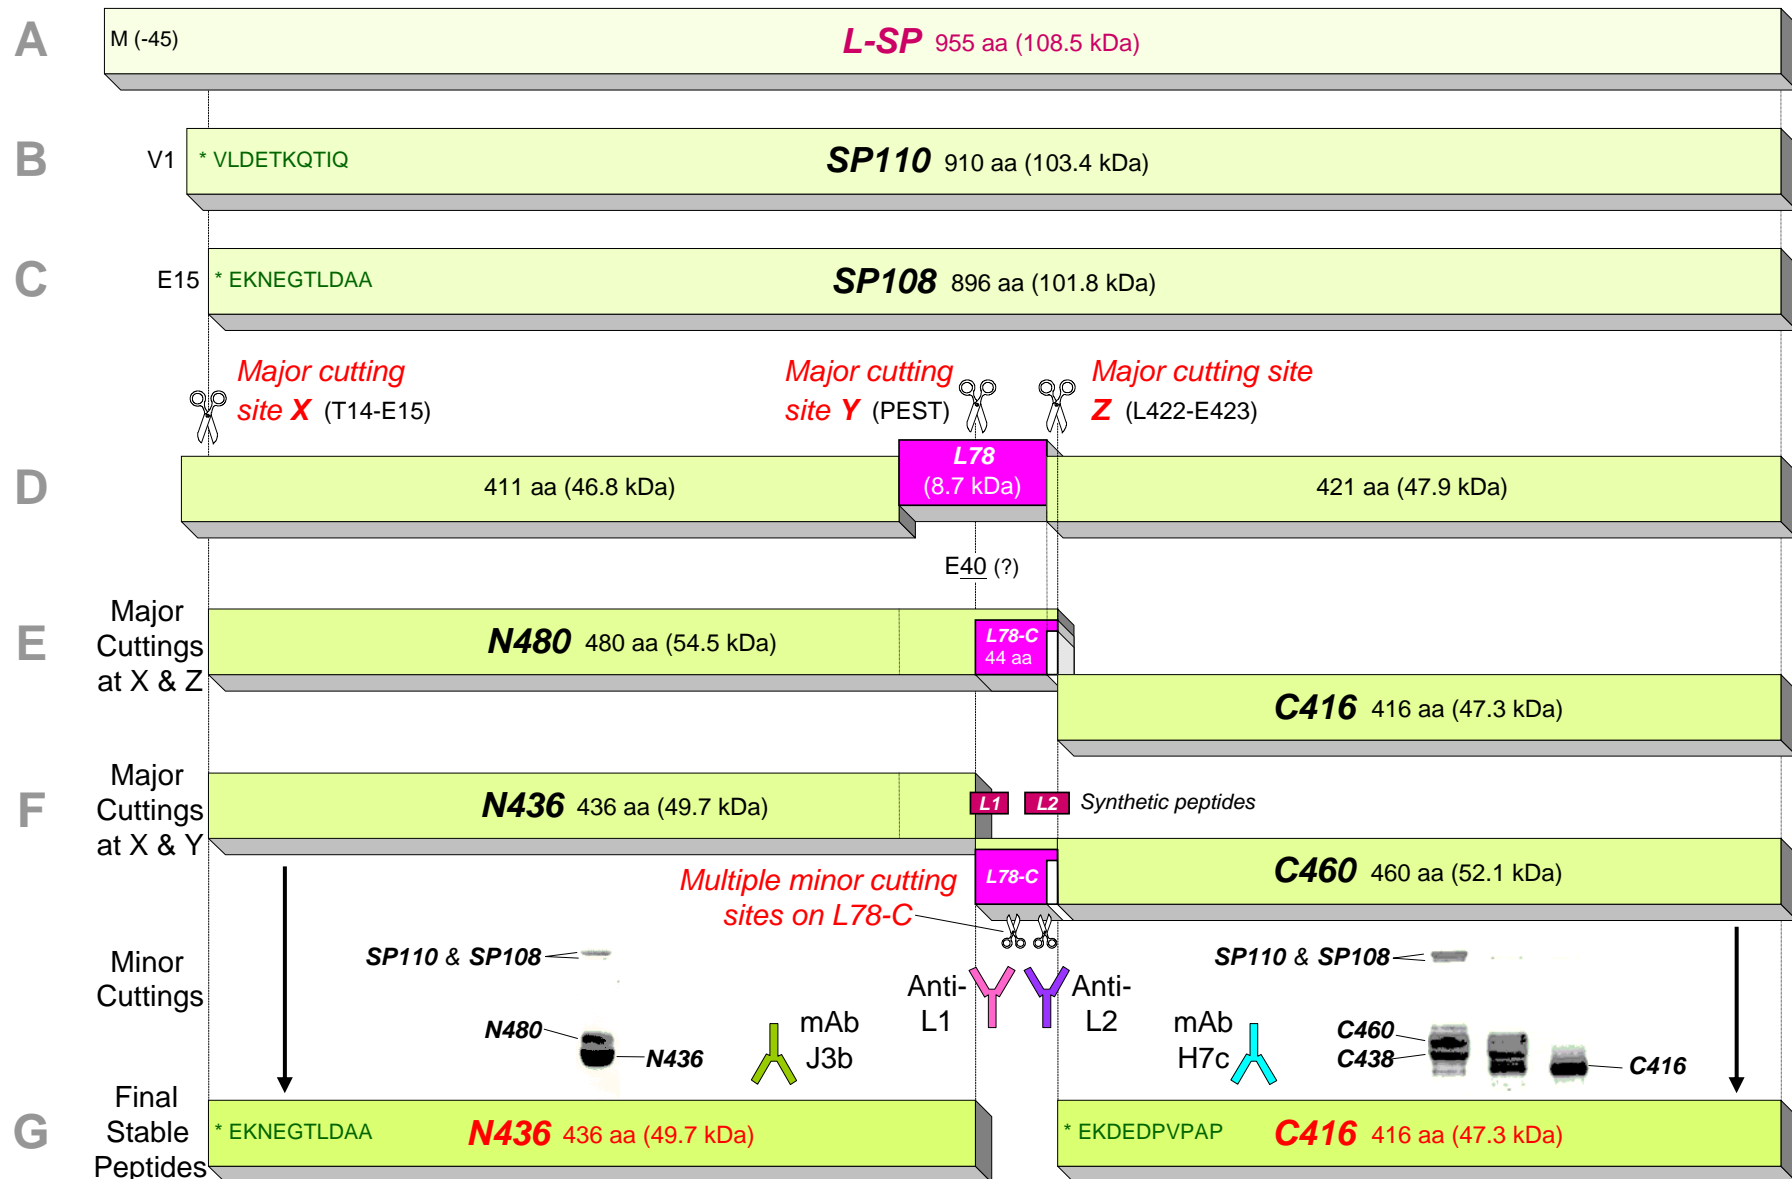 A
M (-45)
L-SP 955 aa (108.5 kDa)
B
V1
* VLDETKQTIQ
SP110 910 aa (103.4 kDa)
C
E15
* EKNEGTLDAA
SP108 896 aa (101.8 kDa)
Major cutting
site X (T14-E15)
Major cutting
site Y (PEST)
Major cutting site
Z (L422-E423)
D
411 aa (46.8 kDa)
L78
(8.7 kDa)
421 aa (47.9 kDa)
E40 (?)
E
Major
Cuttings
at X & Z
N480 480 aa (54.5 kDa)
L78-C
44 aa
C416 416 aa (47.3 kDa)
F
Major
Cuttings
at X & Y
N436 436 aa (49.7 kDa)
L1
L2
Synthetic peptides
L78-C
C460 460 aa (52.1 kDa)
Multiple minor cutting
sites on L78-C
Minor
Cuttings
SP110 & SP108
N480
N436
mAb
J3b
Anti-
L1
Anti-
L2
mAb
H7c
SP110 & SP108
C460
C438
C416
G
Final
Stable
Peptides
* EKNEGTLDAA
N436 436 aa (49.7 kDa)
* EKDEDPVPAP
C416 416 aa (47.3 kDa)